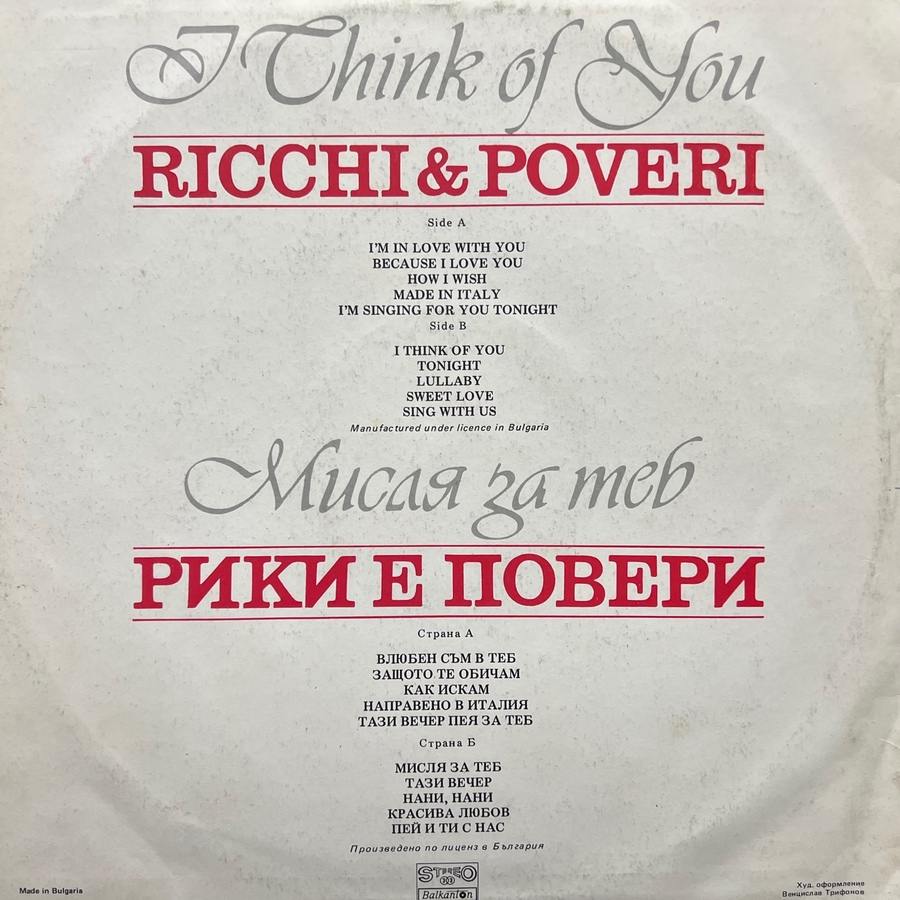 I Think of You
RICCHI & POVERI
Side A
I'M IN LOVE WITH YOU
BECAUSE I LOVE YOU
HOW I WISH
MADE IN ITALY
I'M SINGING FOR YOU TONIGHT
Side B
I THINK OF YOU
TONIGHT
LULLABY
SWEET LOVE
SING WITH US
Manufactured under licence in Bulgaria
Мисля за теб
РИКИ Е ПОВЕРИ
Страна А
ВЛЮБЕН СЪМ В ТЕБ
ЗАЩОТО ТЕ ОБИЧАМ
КАК ИСКАМ
НАПРАВЕНО В ИТАЛИЯ
ТАЗИ ВЕЧЕР ПЕЯ ЗА ТЕБ
Страна Б
МИСЛЯ ЗА ТЕБ
ТАЗИ ВЕЧЕР
НАНИ, НАНИ
КРАСИВА ЛЮБОВ
ПЕЙ И ТИ С НАС
Произведено по лиценз в България
STEREO
33
Balkanton
Made in Bulgaria
Худ. оформление
Венцислав Трифонов